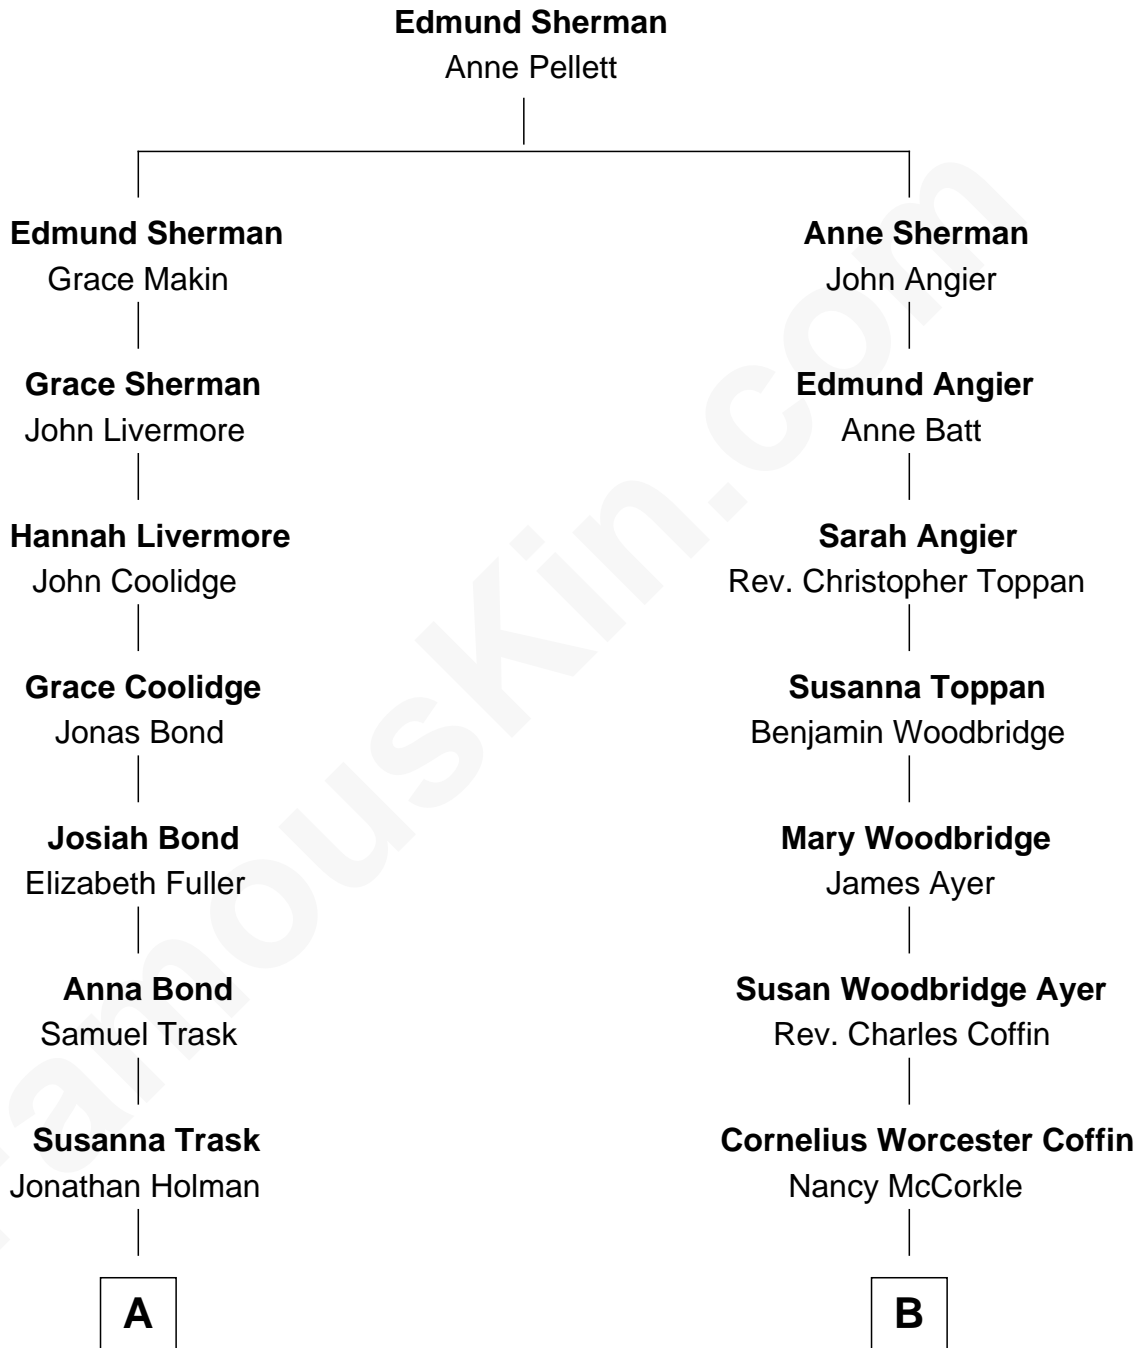 Edmund Sherman
Anne Pellett
Edmund Sherman
Grace Makin
Anne Sherman
John Angier
Grace Sherman
John Livermore
Edmund Angier
Anne Batt
Hannah Livermore
John Coolidge
Sarah Angier
Rev. Christopher Toppan
Grace Coolidge
Jonas Bond
Susanna Toppan
Benjamin Woodbridge
Josiah Bond
Elizabeth Fuller
Mary Woodbridge
James Ayer
Anna Bond
Samuel Trask
Susan Woodbridge Ayer
Rev. Charles Coffin
Susanna Trask
Jonathan Holman
Cornelius Worcester Coffin
Nancy McCorkle
A
B
FamousKin.com